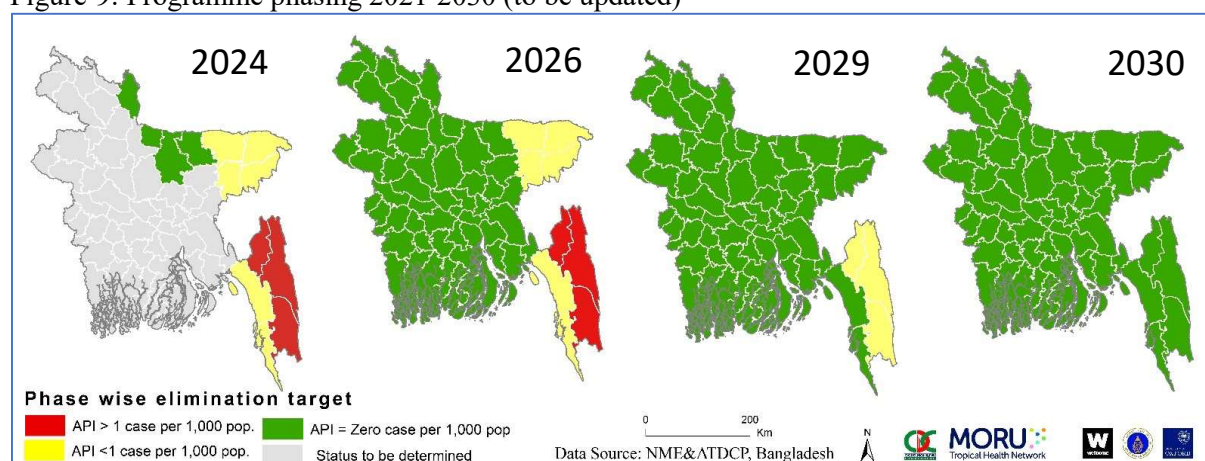 Figure 9. Programme phasing 2021-2030 (to be updated)
2024
2026
2029
2030
Phase wise elimination target
API > 1 case per 1,000 pop.
API = Zero case per 1,000 pop
API <1 case per 1,000 pop.
Status to be determined
0 200
Km
Data Source: NME&ATDCP, Bangladesh
N
MORU
Tropical Health Network
W